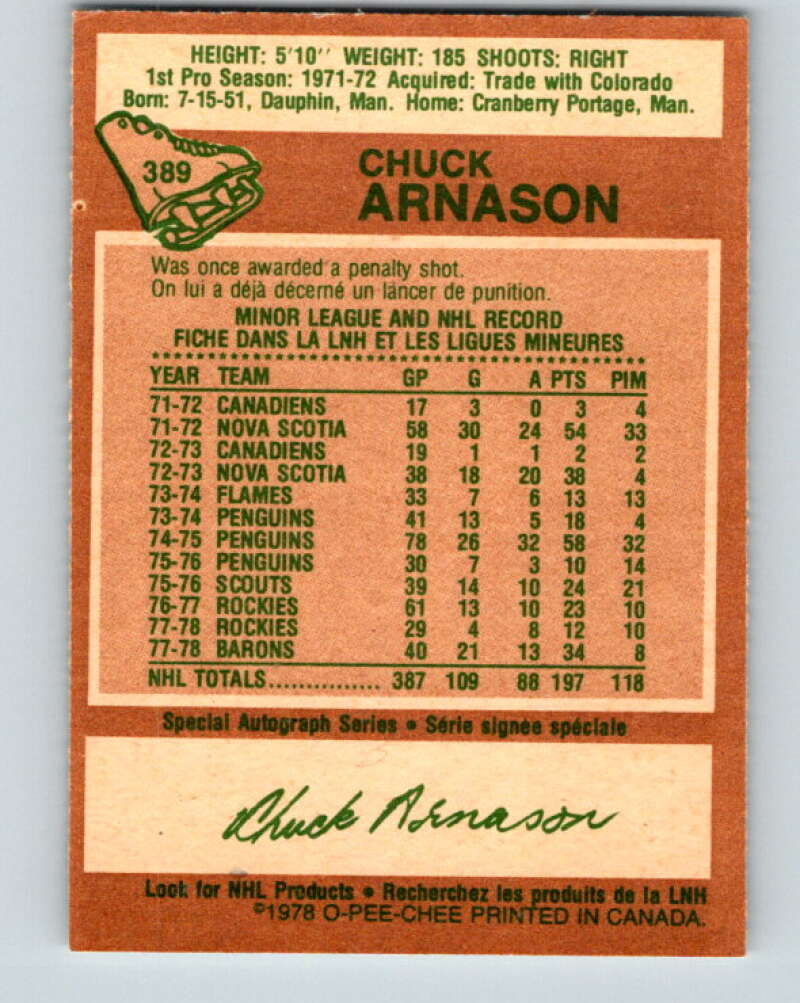 HEIGHT: 5'10'' WEIGHT: 185 SHOOTS: RIGHT
1st Pro Season: 1971-72 Acquired: Trade with Colorado
Born: 7-15-51, Dauphin, Man. Home: Cranberry Portage, Man.
389
CHUCK
ARNASON
Was once awarded a penalty shot.
On lui a déjà décerné un lancer de punition.
MINOR LEAGUE AND NHL RECORD
FICHE DANS LA LNH ET LES LIGUES MINEURES
YEAR TEAM GP G A PTS PIM
71-72 CANADIENS 17 3 0 3 4
71-72 NOVA SCOTIA 58 30 24 54 33
72-73 CANADIENS 19 1 1 2 2
72-73 NOVA SCOTIA 38 18 20 38 4
73-74 FLAMES 33 7 6 13 13
73-74 PENGUINS 41 13 5 18 4
74-75 PENGUINS 78 26 32 58 32
75-76 PENGUINS 30 7 3 10 14
75-76 SCOUTS 39 14 10 24 21
76-77 ROCKIES 61 13 10 23 10
77-78 ROCKIES 29 4 8 12 10
77-78 BARONS 40 21 13 34 8
NHL TOTALS............... 387 109 88 197 118
Special Autograph Series • Série signée spéciale
Chuck Arnason
Look for NHL Products • Recherchez les produits de la LNH
©1978 O-PEE-CHEE PRINTED IN CANADA.